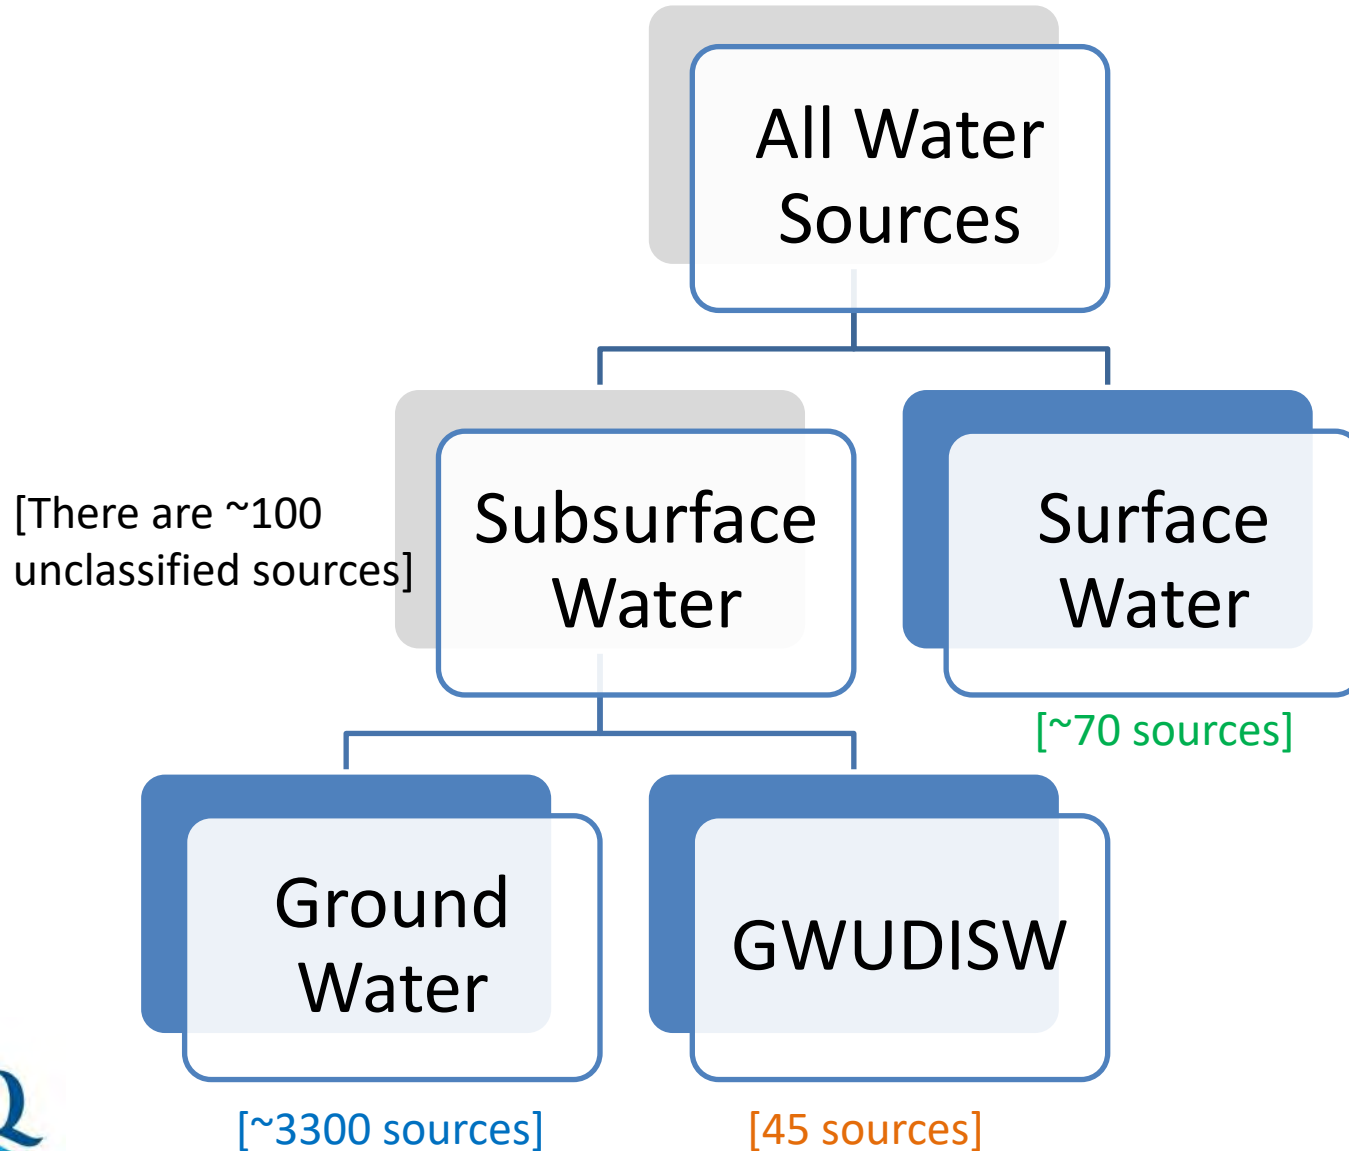 All Water
Sources
[There are ~100
unclassified sources]
Subsurface
Water
Surface
Water
[~70 sources]
Ground
Water
GWUDISW
[~3300 sources]
[45 sources]
Q